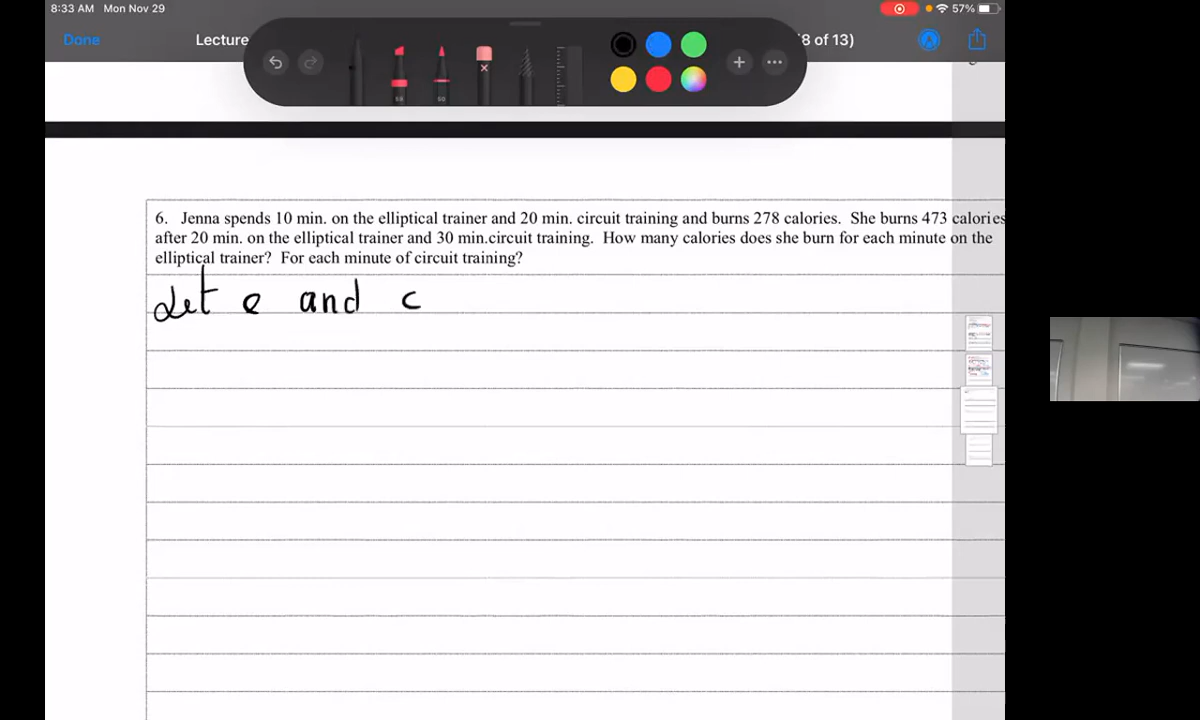 8:33 AM Mon Nov 29
57%
Done
Lecture
8 of 13)
6. Jenna spends 10 min. on the elliptical trainer and 20 min. circuit training and burns 278 calories. She burns 473 calories
after 20 min. on the elliptical trainer and 30 min.circuit training. How many calories does she burn for each minute on the
elliptical trainer? For each minute of circuit training?
Let e and c